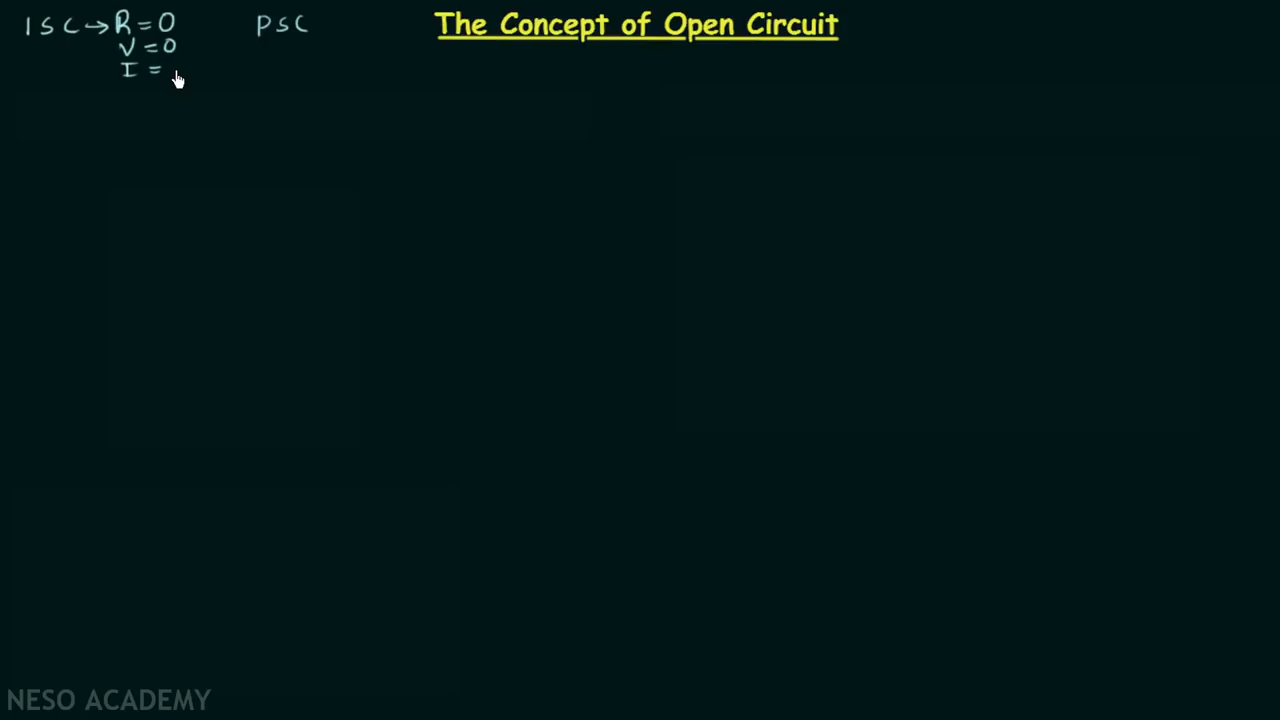 ISC → R = 0 PSC
V = 0
I =
The Concept of Open Circuit
NESO ACADEMY